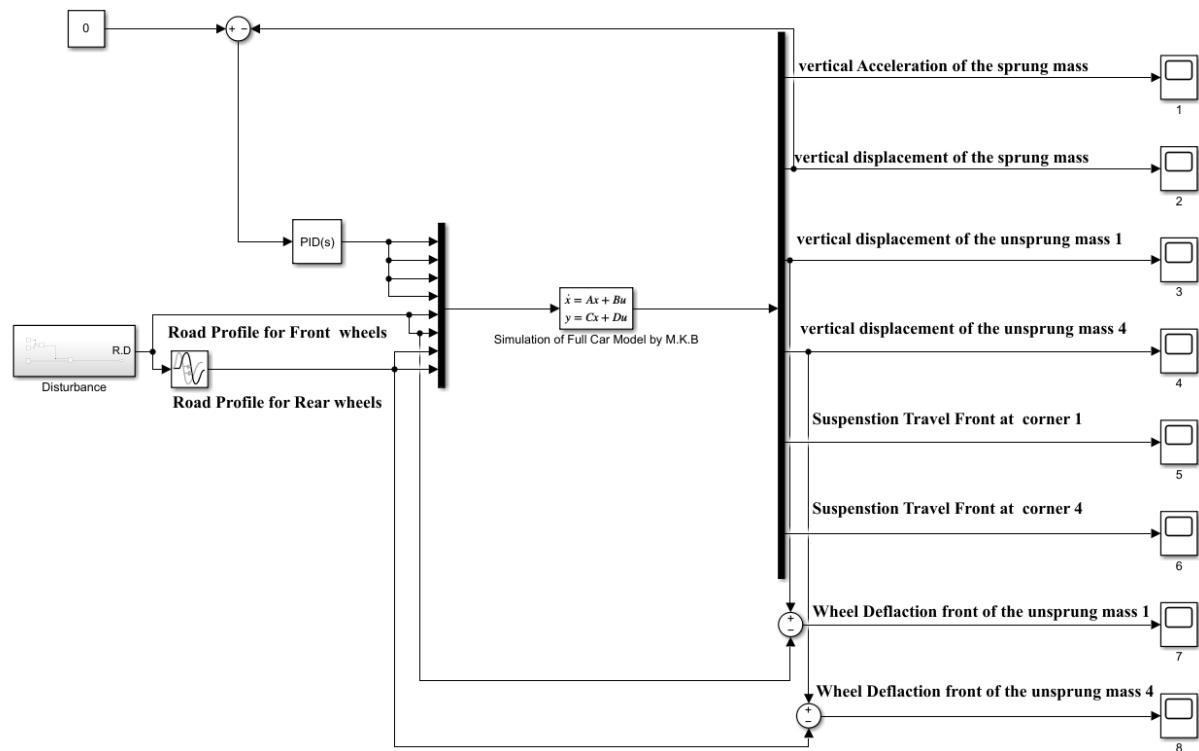 0
+ −
vertical Acceleration of the sprung mass
1
vertical displacement of the sprung mass
2
PID(s)
vertical displacement of the unsprung mass 1
3
ẋ = Ax + Bu
y = Cx + Du
Simulation of Full Car Model by M.K.B
R.D
Disturbance
Road Profile for Front wheels
Road Profile for Rear wheels
vertical displacement of the unsprung mass 4
4
Suspenstion Travel Front at corner 1
5
Suspenstion Travel Front at corner 4
6
+
−
Wheel Deflaction front of the unsprung mass 1
7
+
−
Wheel Deflaction front of the unsprung mass 4
8